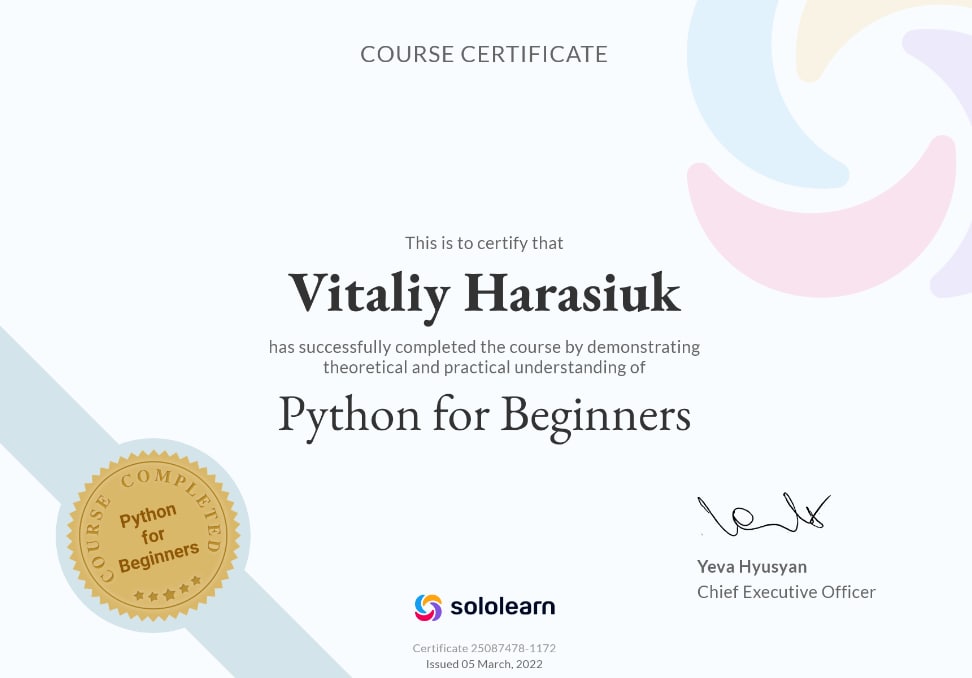 COURSE CERTIFICATE
This is to certify that
Vitaliy Harasiuk
has successfully completed the course by demonstrating
theoretical and practical understanding of
Python for Beginners
COURSE COMPLETED
Python
for
Beginners
Yeva Hyusyan
Chief Executive Officer
sololearn
Certificate 25087478-1172
Issued 05 March, 2022